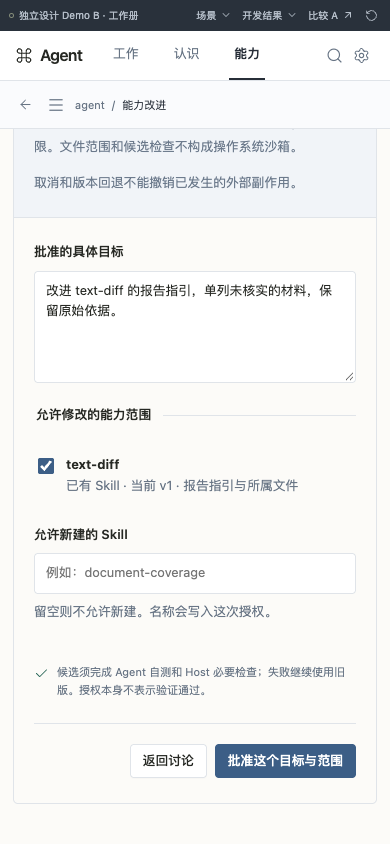 独立设计 Demo B · 工作册
场景
开发结果
比较 A
Agent
工作
认识
能力
agent / 能力改进
限。文件范围和候选检查不构成操作系统沙箱。
取消和版本回退不能撤销已发生的外部副作用。
批准的具体目标
改进 text-diff 的报告指引，单列未核实的材料，保
留原始依据。
允许修改的能力范围
text-diff
已有 Skill · 当前 v1 · 报告指引与所属文件
允许新建的 Skill
例如：document-coverage
留空则不允许新建。名称会写入这次授权。
候选须完成 Agent 自测和 Host 必要检查；失败继续使用旧
版。授权本身不表示验证通过。
返回讨论
批准这个目标与范围